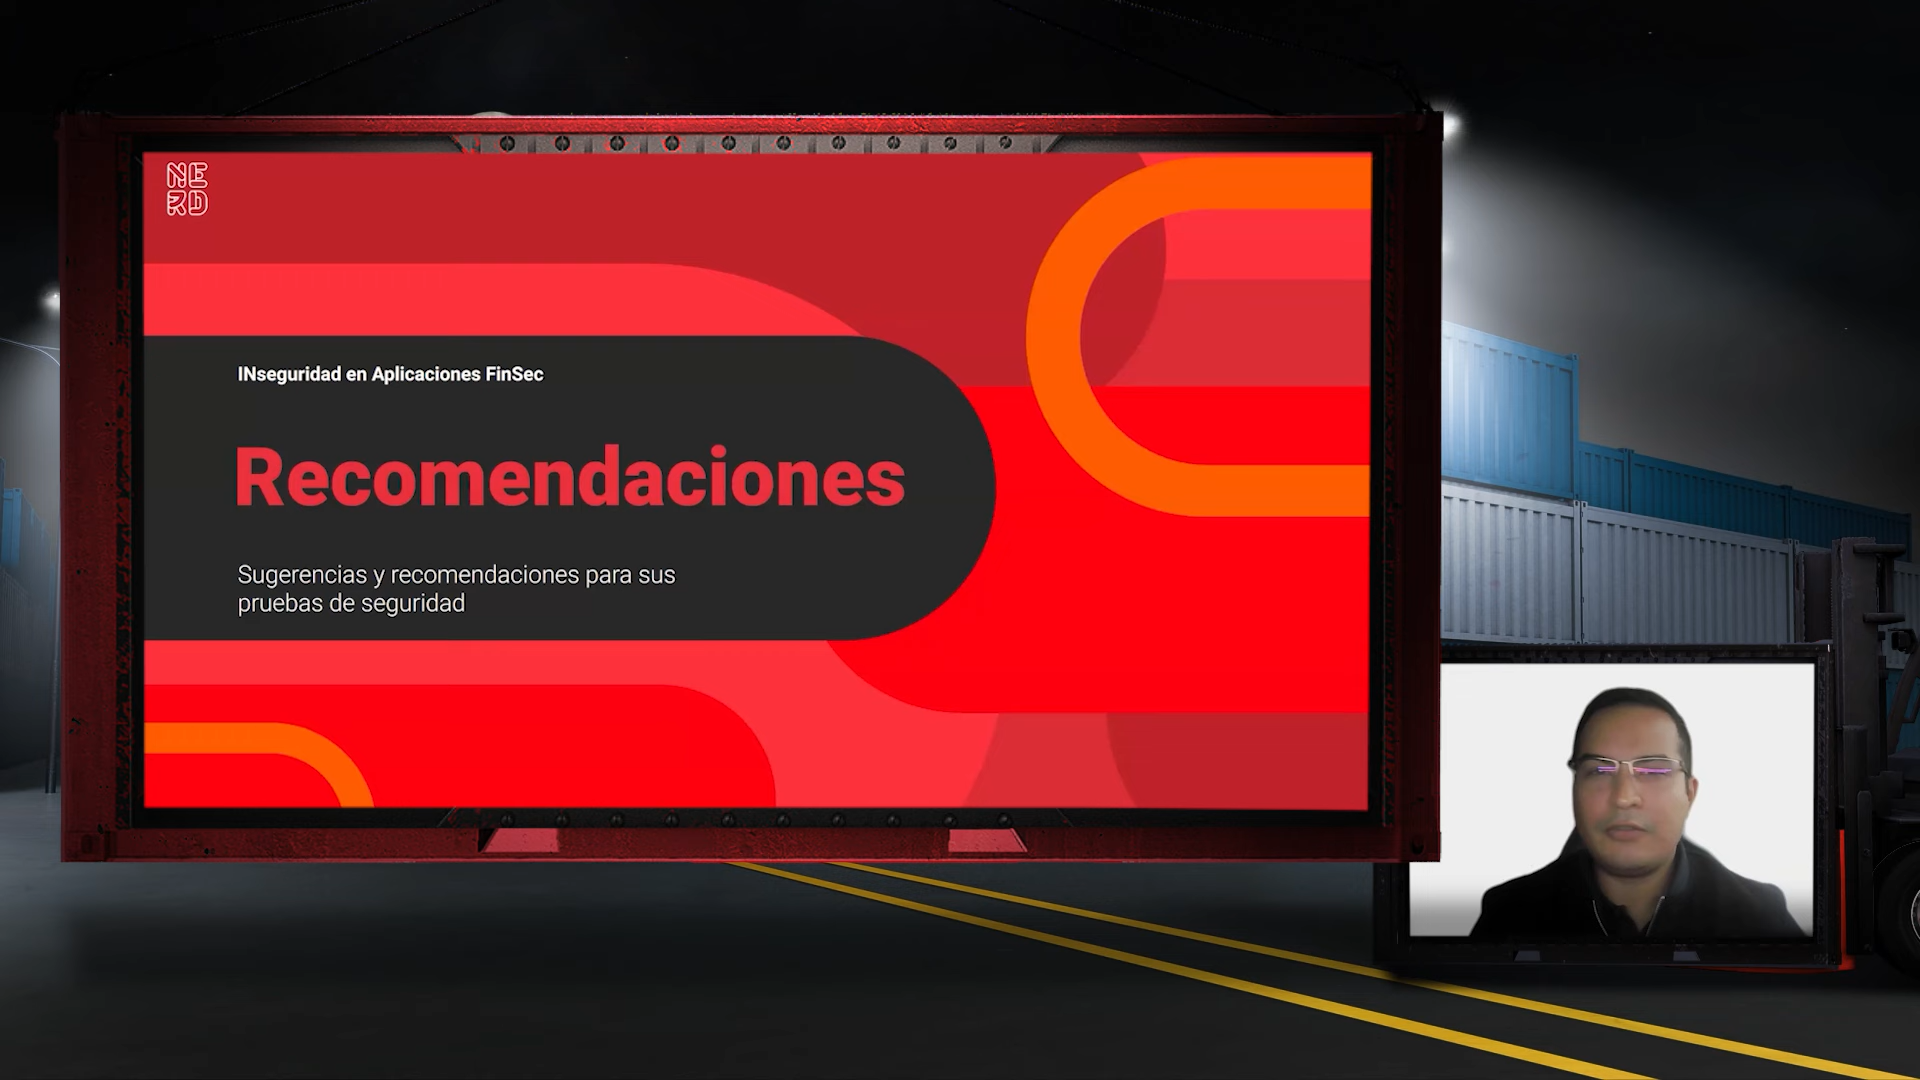 NE
RD
INseguridad en Aplicaciones FinSec
Recomendaciones
Sugerencias y recomendaciones para sus
pruebas de seguridad